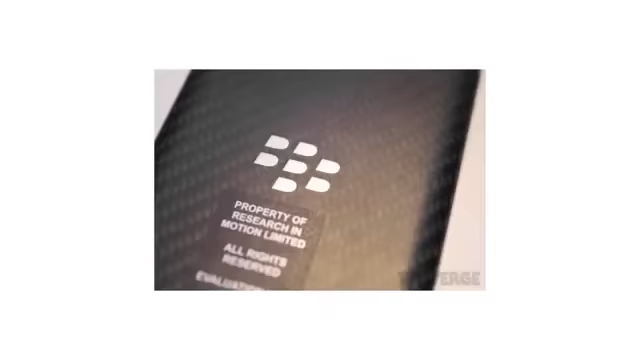 PROPERTY OF
RESEARCH IN
MOTION LIMITED
ALL RIGHTS
RESERVED